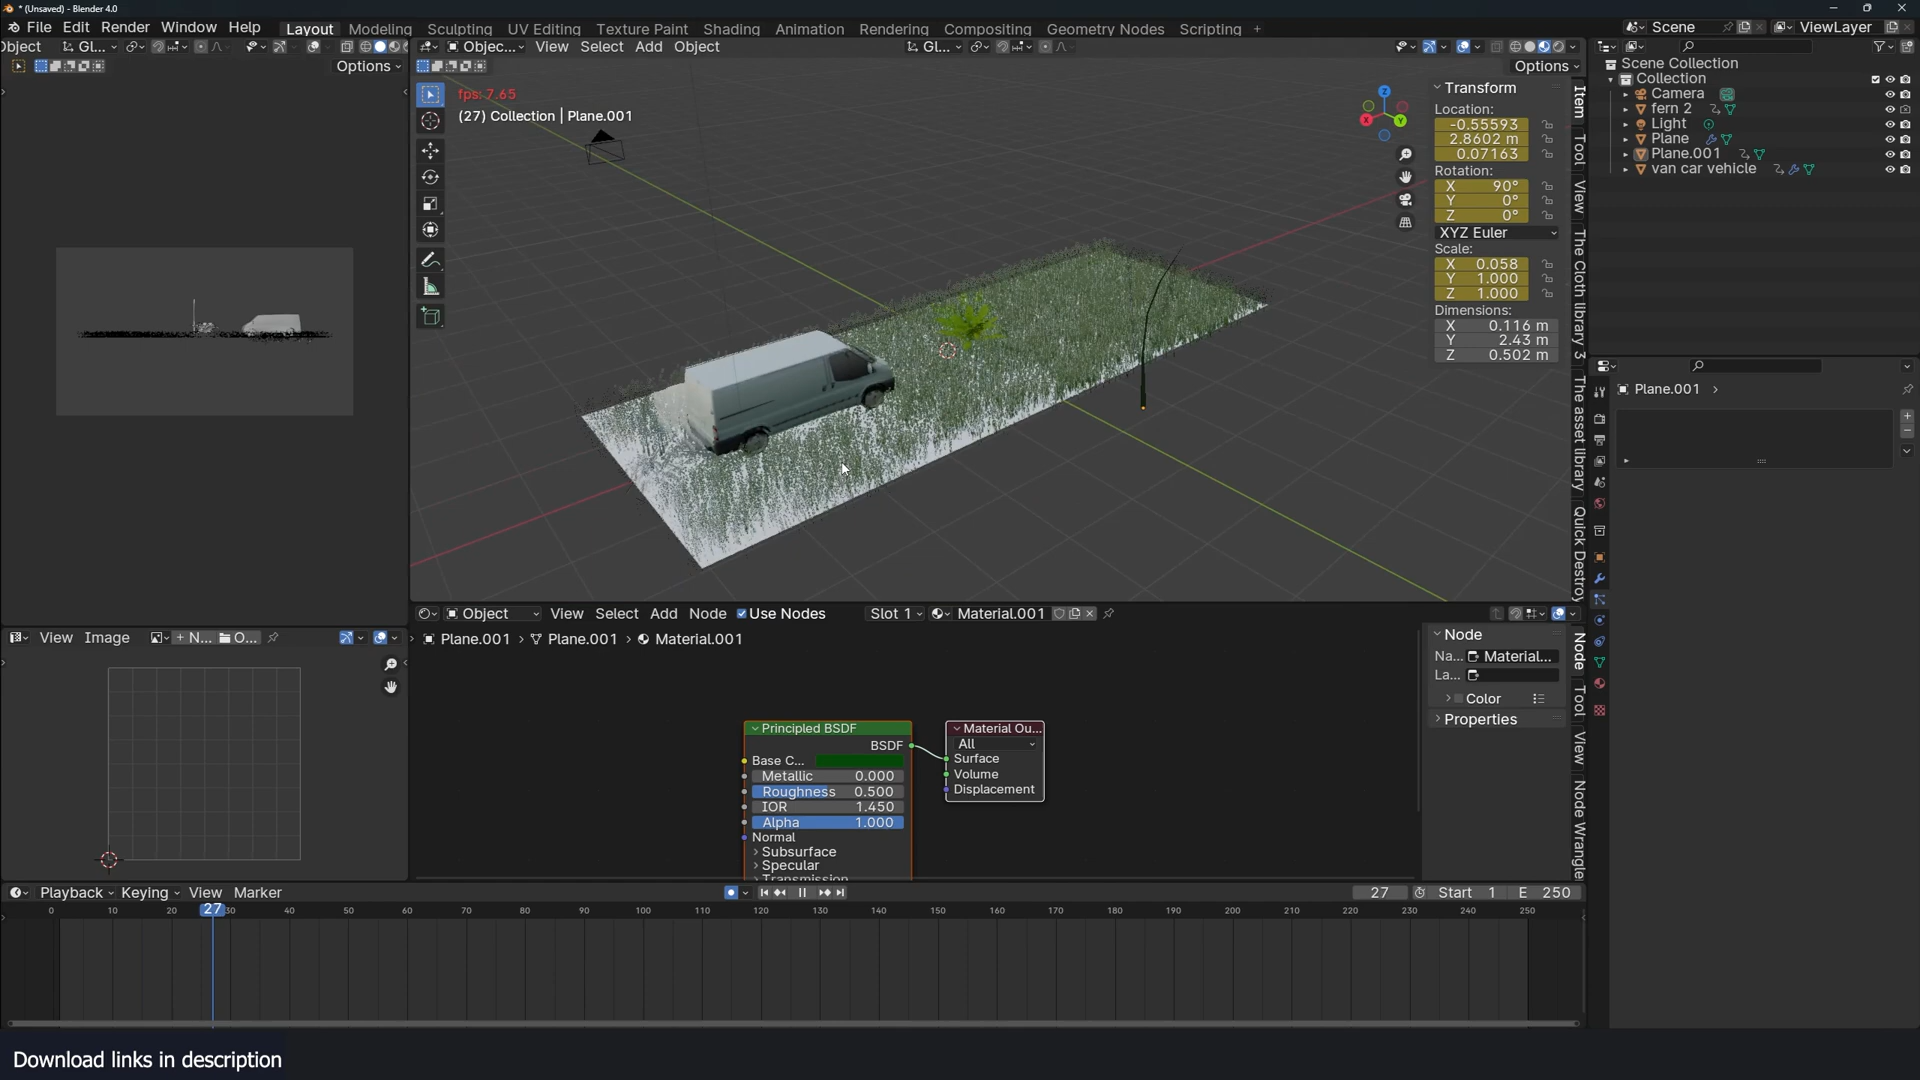 * (Unsaved) - Blender 4.0
File Edit Render Window Help
Layout Modeling Sculpting UV Editing Texture Paint Shading Animation Rendering Compositing Geometry Nodes Scripting +
Scene ViewLayer
Object Gl...
Options
Objec... View Select Add Object Gl...
Options
fps: 7.65
(27) Collection | Plane.001
Z
X Y
Transform
Location:
-0.55593
2.8602 m
0.07163
Rotation:
X 90°
Y 0°
Z 0°
XYZ Euler
Scale:
X 0.058
Y 1.000
Z 1.000
Dimensions:
X 0.116 m
Y 2.43 m
Z 0.502 m
Item
Tool
View
The Cloth library 3
The asset library
Quick Destroy
Scene Collection
Collection
Camera
fern 2
Light
Plane
Plane.001
van car vehicle
Plane.001 >
View Image + N... O...
Object View Select Add Node Use Nodes Slot 1 Material.001
Plane.001 > Plane.001 > Material.001
Principled BSDF
BSDF
Base C...
Metallic 0.000
Roughness 0.500
IOR 1.450
Alpha 1.000
Normal
Subsurface
Specular
Transmission
Material Ou...
All
Surface
Volume
Displacement
Node
Na... Material...
La...
Color
Properties
Node
Tool
View
Node Wrangler
Playback Keying View Marker
27 Start 1 E 250
0 10 20 27 30 40 50 60 70 80 90 100 110 120 130 140 150 160 170 180 190 200 210 220 230 240 250
Download links in description